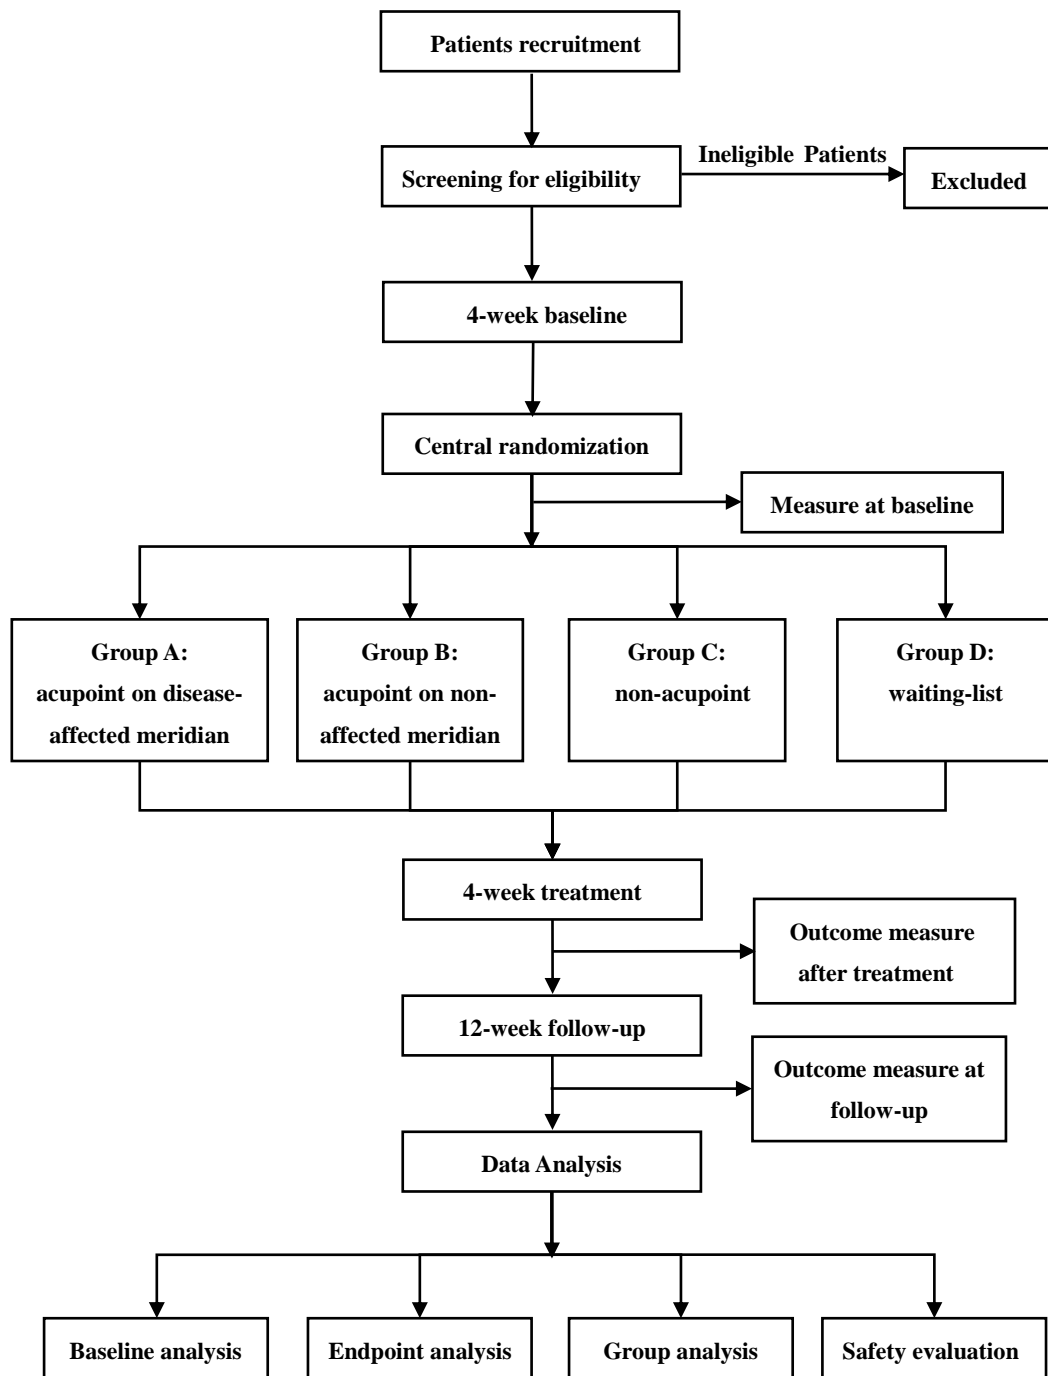 Patients recruitment
Ineligible Patients
Screening for eligibility
Excluded
4-week baseline
Central randomization
Measure at baseline
Group A:
acupoint on disease-
affected meridian
Group B:
acupoint on non-
affected meridian
Group C:
non-acupoint
Group D:
waiting-list
4-week treatment
Outcome measure
after treatment
12-week follow-up
Outcome measure at
follow-up
Data Analysis
Baseline analysis
Endpoint analysis
Group analysis
Safety evaluation